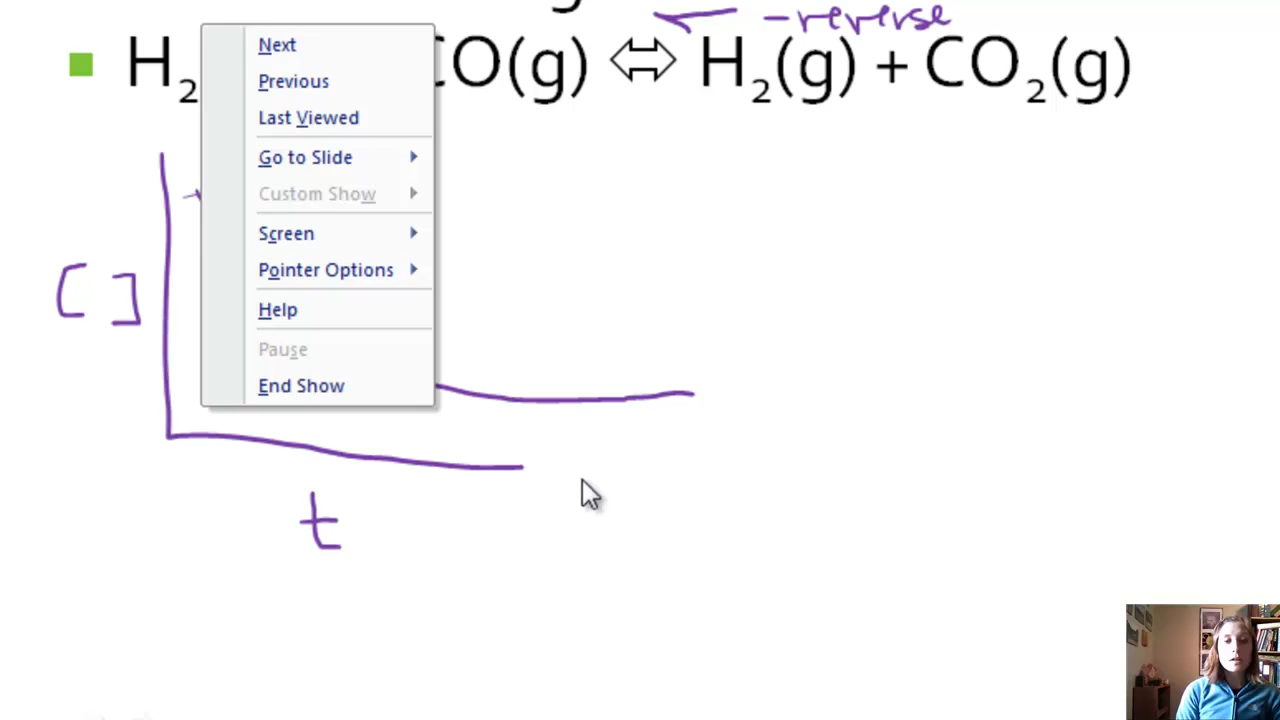 -reverse
H₂ CO(g) ⇔ H₂(g) + CO₂(g)
Next
Previous
Last Viewed
Go to Slide
Custom Show
Screen
Pointer Options
Help
Pause
End Show
[ ]
t